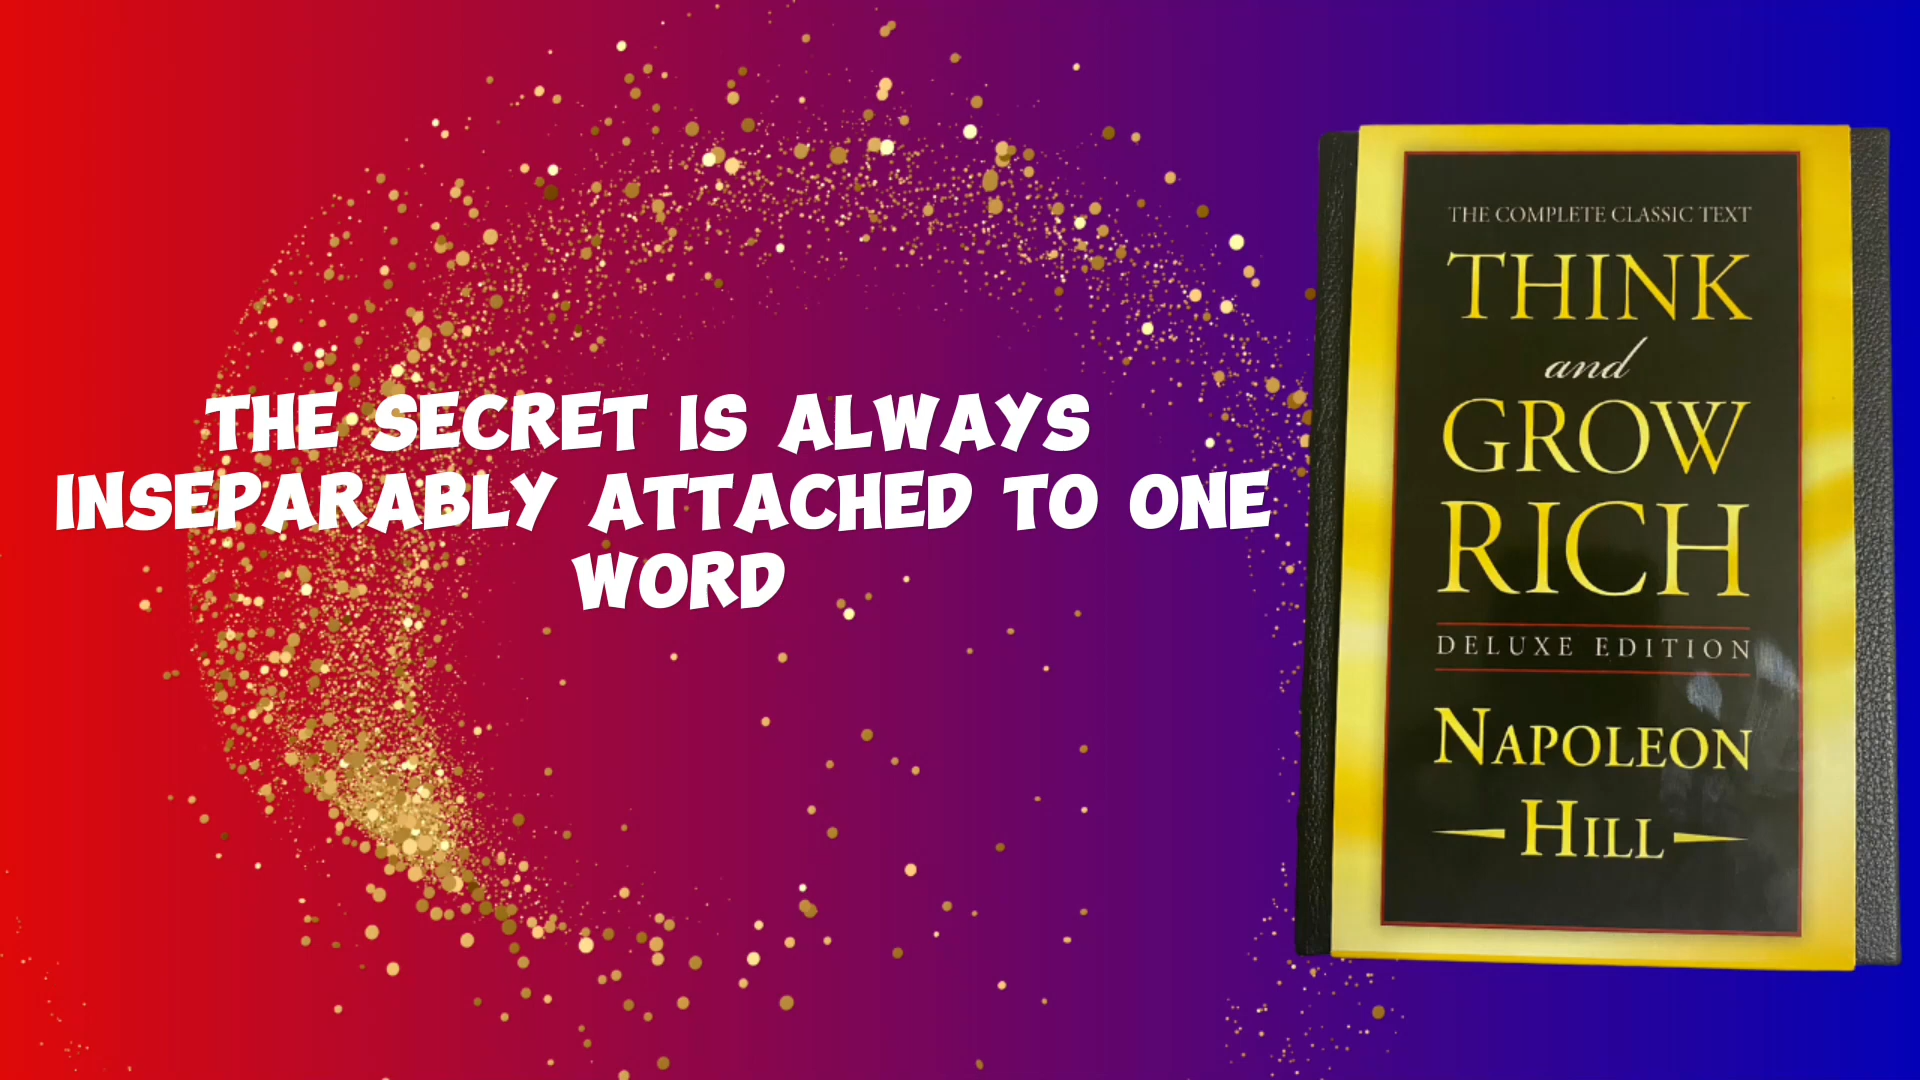 THE SECRET IS ALWAYS
INSEPARABLY ATTACHED TO ONE
WORD
THE COMPLETE CLASSIC TEXT
THINK
and
GROW
RICH
DELUXE EDITION
NAPOLEON
HILL